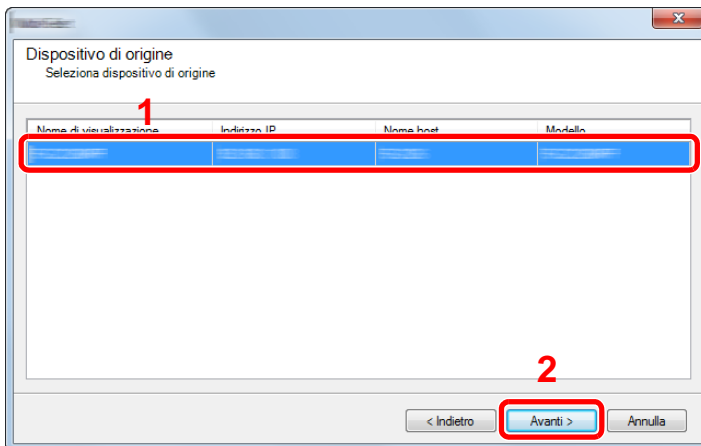 Dispositivo di origine
Seleziona dispositivo di origine
1
Nome di visualizzazione Indirizzo IP Nome host Modello
2
< Indietro Avanti > Annulla